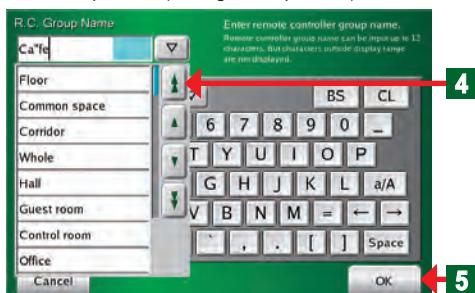 R.C. Group Name
Enter remote controller group name.
Remote controller group name can be input up to 12
characters. But characters outside display range
are not displayed.
Ca"fe
Floor
Common space
Corridor
Whole
Hall
Guest room
Control room
Office
BS CL
6 7 8 9 0 _
T Y U I O P
G H J K L a/A
V B N M = ← →
` , . [ ] Space
Cancel
OK
4
5